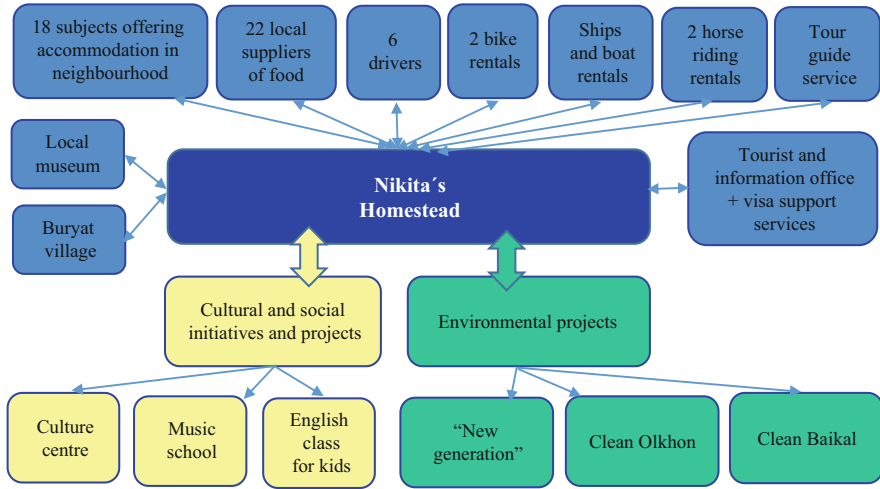 18 subjects offering
accommodation in
neighbourhood
22 local
suppliers
of food
6
drivers
2 bike
rentals
Ships
and boat
rentals
2 horse
riding
rentals
Tour
guide
service
Local
museum
Buryat
village
Nikita´s
Homestead
Tourist and
information office
+ visa support
services
Cultural and social
initiatives and projects
Environmental projects
Culture
centre
Music
school
English
class
for kids
“New
generation”
Clean Olkhon
Clean Baikal